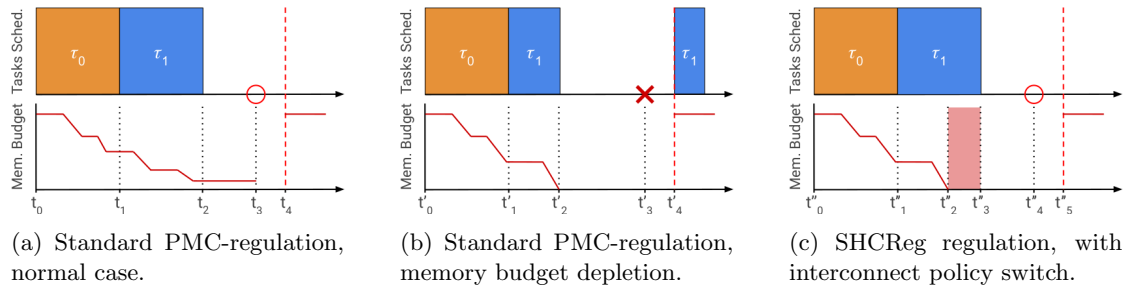 Tasks Sched.
τ0
τ1
Mem. Budget
t0 t1 t2 t3 t4
(a) Standard PMC-regulation,
normal case.
Tasks Sched.
τ0
τ1
τ1
Mem. Budget
t'0 t'1 t'2 t'3 t'4
(b) Standard PMC-regulation,
memory budget depletion.
Tasks Sched.
τ0
τ1
Mem. Budget
t"0 t"1 t"2 t"3 t"4 t"5
(c) SHCReg regulation, with
interconnect policy switch.